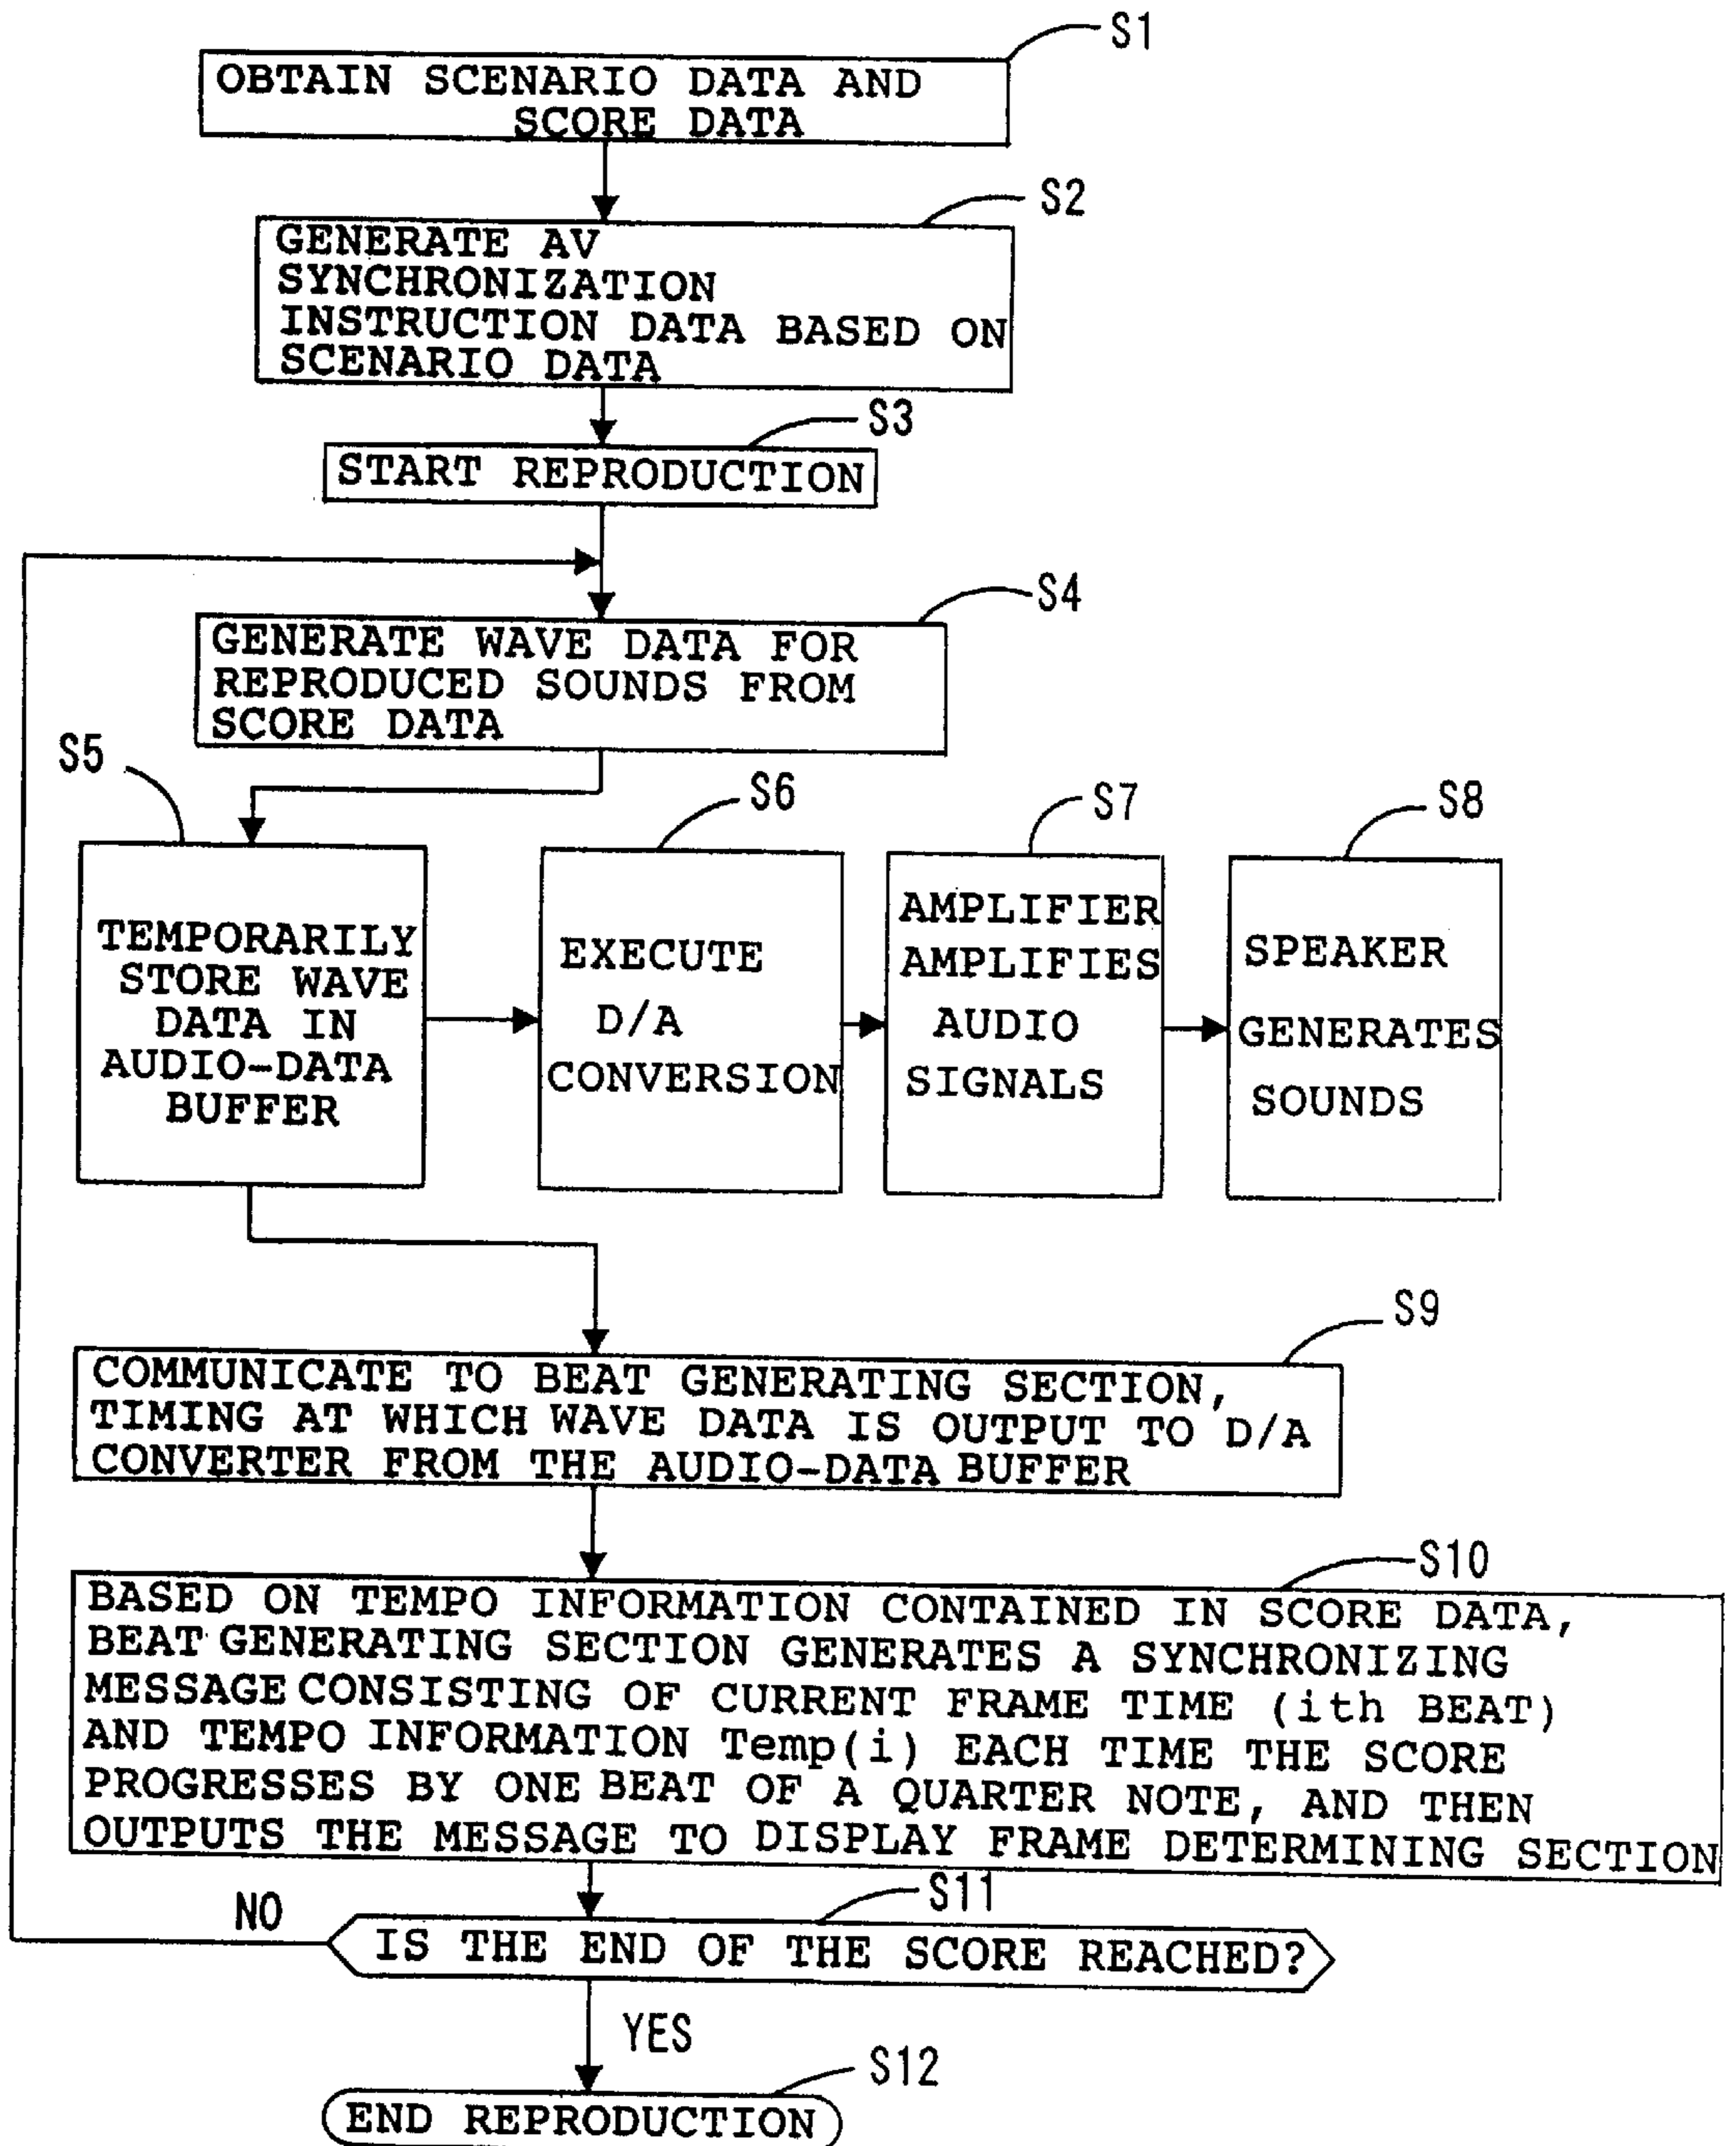 S1
OBTAIN SCENARIO DATA AND
SCORE DATA
S2
GENERATE AV
SYNCHRONIZATION
INSTRUCTION DATA BASED ON
SCENARIO DATA
S3
START REPRODUCTION
S4
GENERATE WAVE DATA FOR
REPRODUCED SOUNDS FROM
SCORE DATA
S5
TEMPORARILY
STORE WAVE
DATA IN
AUDIO-DATA
BUFFER
S6
EXECUTE
D/A
CONVERSION
S7
AMPLIFIER
AMPLIFIES
AUDIO
SIGNALS
S8
SPEAKER
GENERATES
SOUNDS
S9
COMMUNICATE TO BEAT GENERATING SECTION,
TIMING AT WHICH WAVE DATA IS OUTPUT TO D/A
CONVERTER FROM THE AUDIO-DATA BUFFER
S10
BASED ON TEMPO INFORMATION CONTAINED IN SCORE DATA,
BEAT GENERATING SECTION GENERATES A SYNCHRONIZING
MESSAGE CONSISTING OF CURRENT FRAME TIME (ith BEAT)
AND TEMPO INFORMATION Temp(i) EACH TIME THE SCORE
PROGRESSES BY ONE BEAT OF A QUARTER NOTE, AND THEN
OUTPUTS THE MESSAGE TO DISPLAY FRAME DETERMINING SECTION
S11
NO
IS THE END OF THE SCORE REACHED?
YES
S12
END REPRODUCTION